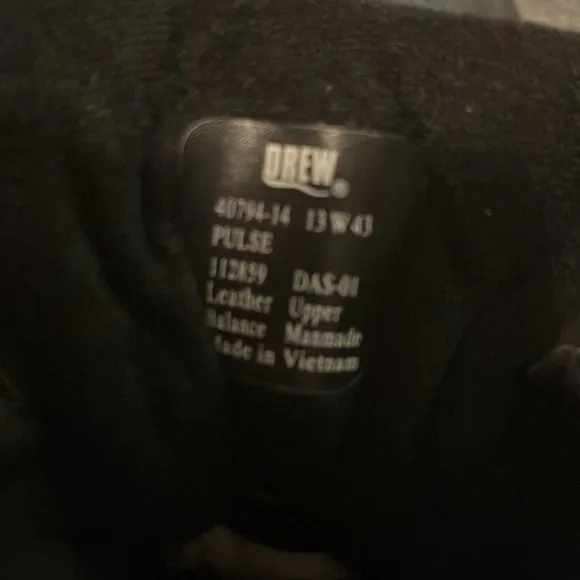 DREW®
40794-14 13 W 43
PULSE
112859 DAS-01
Leather Upper
Balance Manmade
Made in Vietnam